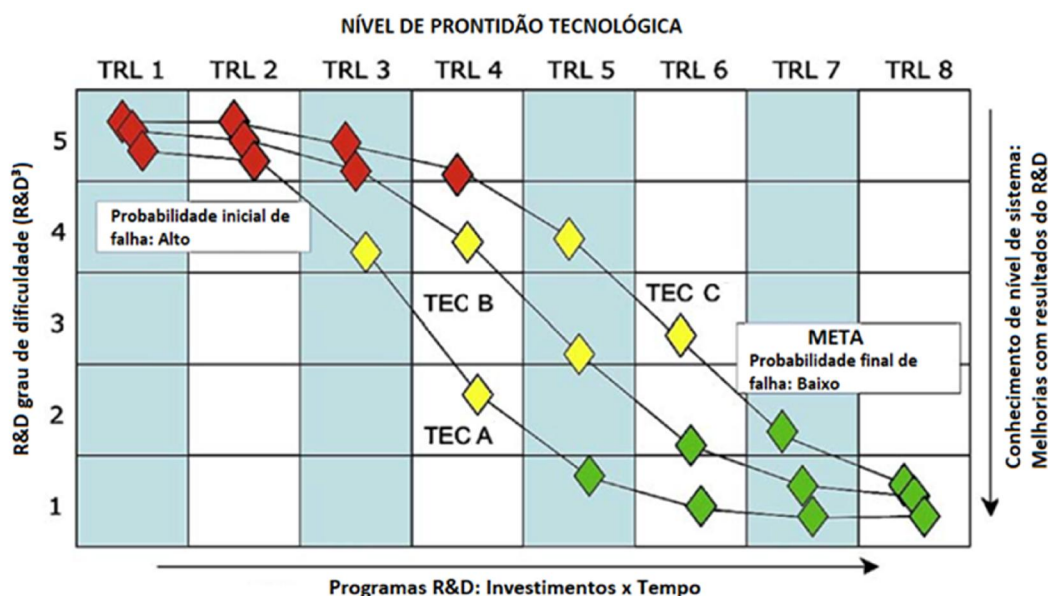 NÍVEL DE PRONTIDÃO TECNOLÓGICA
TRL 1 TRL 2 TRL 3 TRL 4 TRL 5 TRL 6 TRL 7 TRL 8
R&D grau de dificuldade (R&D³)
5
4
3
2
1
Probabilidade inicial de
falha: Alto
TEC B
TEC C
TEC A
META
Probabilidade final de
falha: Baixo
Conhecimento de nível de sistema:
Melhorias com resultados do R&D
Programas R&D: Investimentos x Tempo